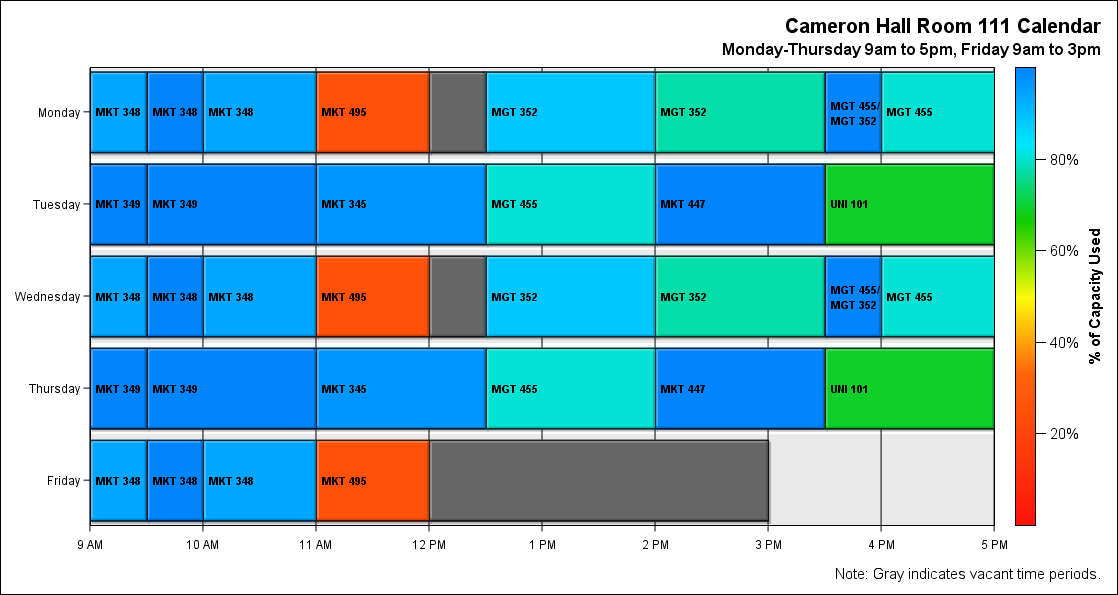 Cameron Hall Room 111 Calendar
Monday-Thursday 9am to 5pm, Friday 9am to 3pm
Monday
MKT 348
MKT 348
MKT 348
MKT 495
MGT 352
MGT 352
MGT 455/
MGT 352
MGT 455
Tuesday
MKT 349
MKT 349
MKT 345
MGT 455
MKT 447
UNI 101
Wednesday
MKT 348
MKT 348
MKT 348
MKT 495
MGT 352
MGT 352
MGT 455/
MGT 352
MGT 455
Thursday
MKT 349
MKT 349
MKT 345
MGT 455
MKT 447
UNI 101
Friday
MKT 348
MKT 348
MKT 348
MKT 495
9 AM
10 AM
11 AM
12 PM
1 PM
2 PM
3 PM
4 PM
5 PM
80%
60%
40%
20%
% of Capacity Used
Note: Gray indicates vacant time periods.